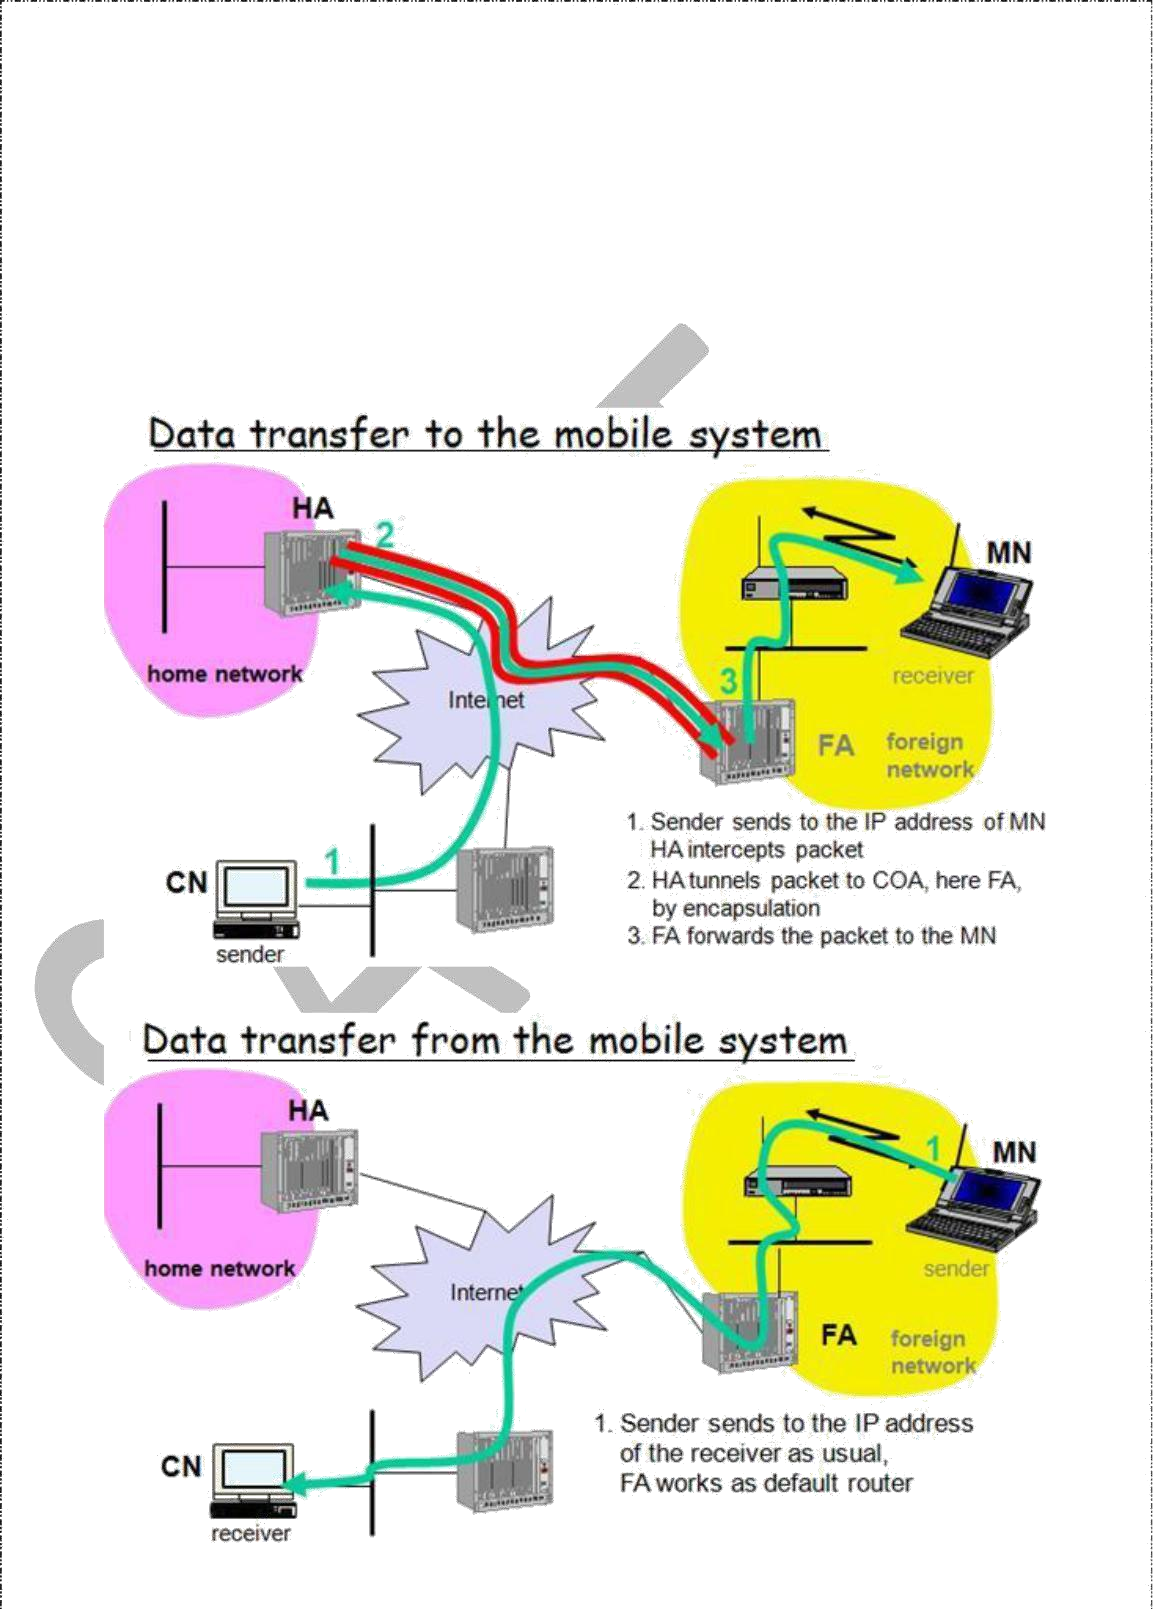 Data transfer to the mobile system
HA
2
MN
home network
Internet
receiver
3
FA
foreign
network
1. Sender sends to the IP address of MN
HA intercepts packet
2. HA tunnels packet to COA, here FA,
by encapsulation
3. FA forwards the packet to the MN
1
CN
sender
Data transfer from the mobile system
HA
1
MN
home network
Internet
sender
FA
foreign
network
1. Sender sends to the IP address
of the receiver as usual,
FA works as default router
CN
receiver